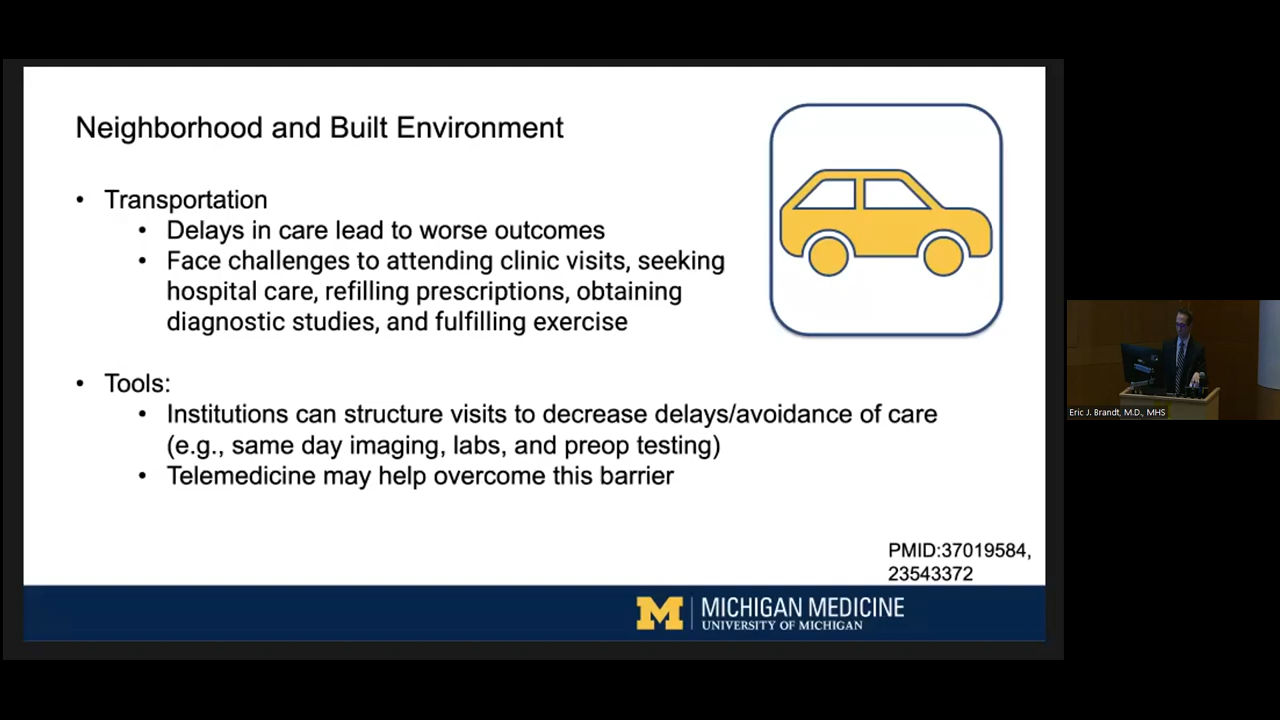 Neighborhood and Built Environment
• Transportation
• Delays in care lead to worse outcomes
• Face challenges to attending clinic visits, seeking
hospital care, refilling prescriptions, obtaining
diagnostic studies, and fulfilling exercise
• Tools:
• Institutions can structure visits to decrease delays/avoidance of care
(e.g., same day imaging, labs, and preop testing)
• Telemedicine may help overcome this barrier
PMID:37019584,
23543372
M MICHIGAN MEDICINE
UNIVERSITY OF MICHIGAN
Eric J. Brandt, M.D., MHS